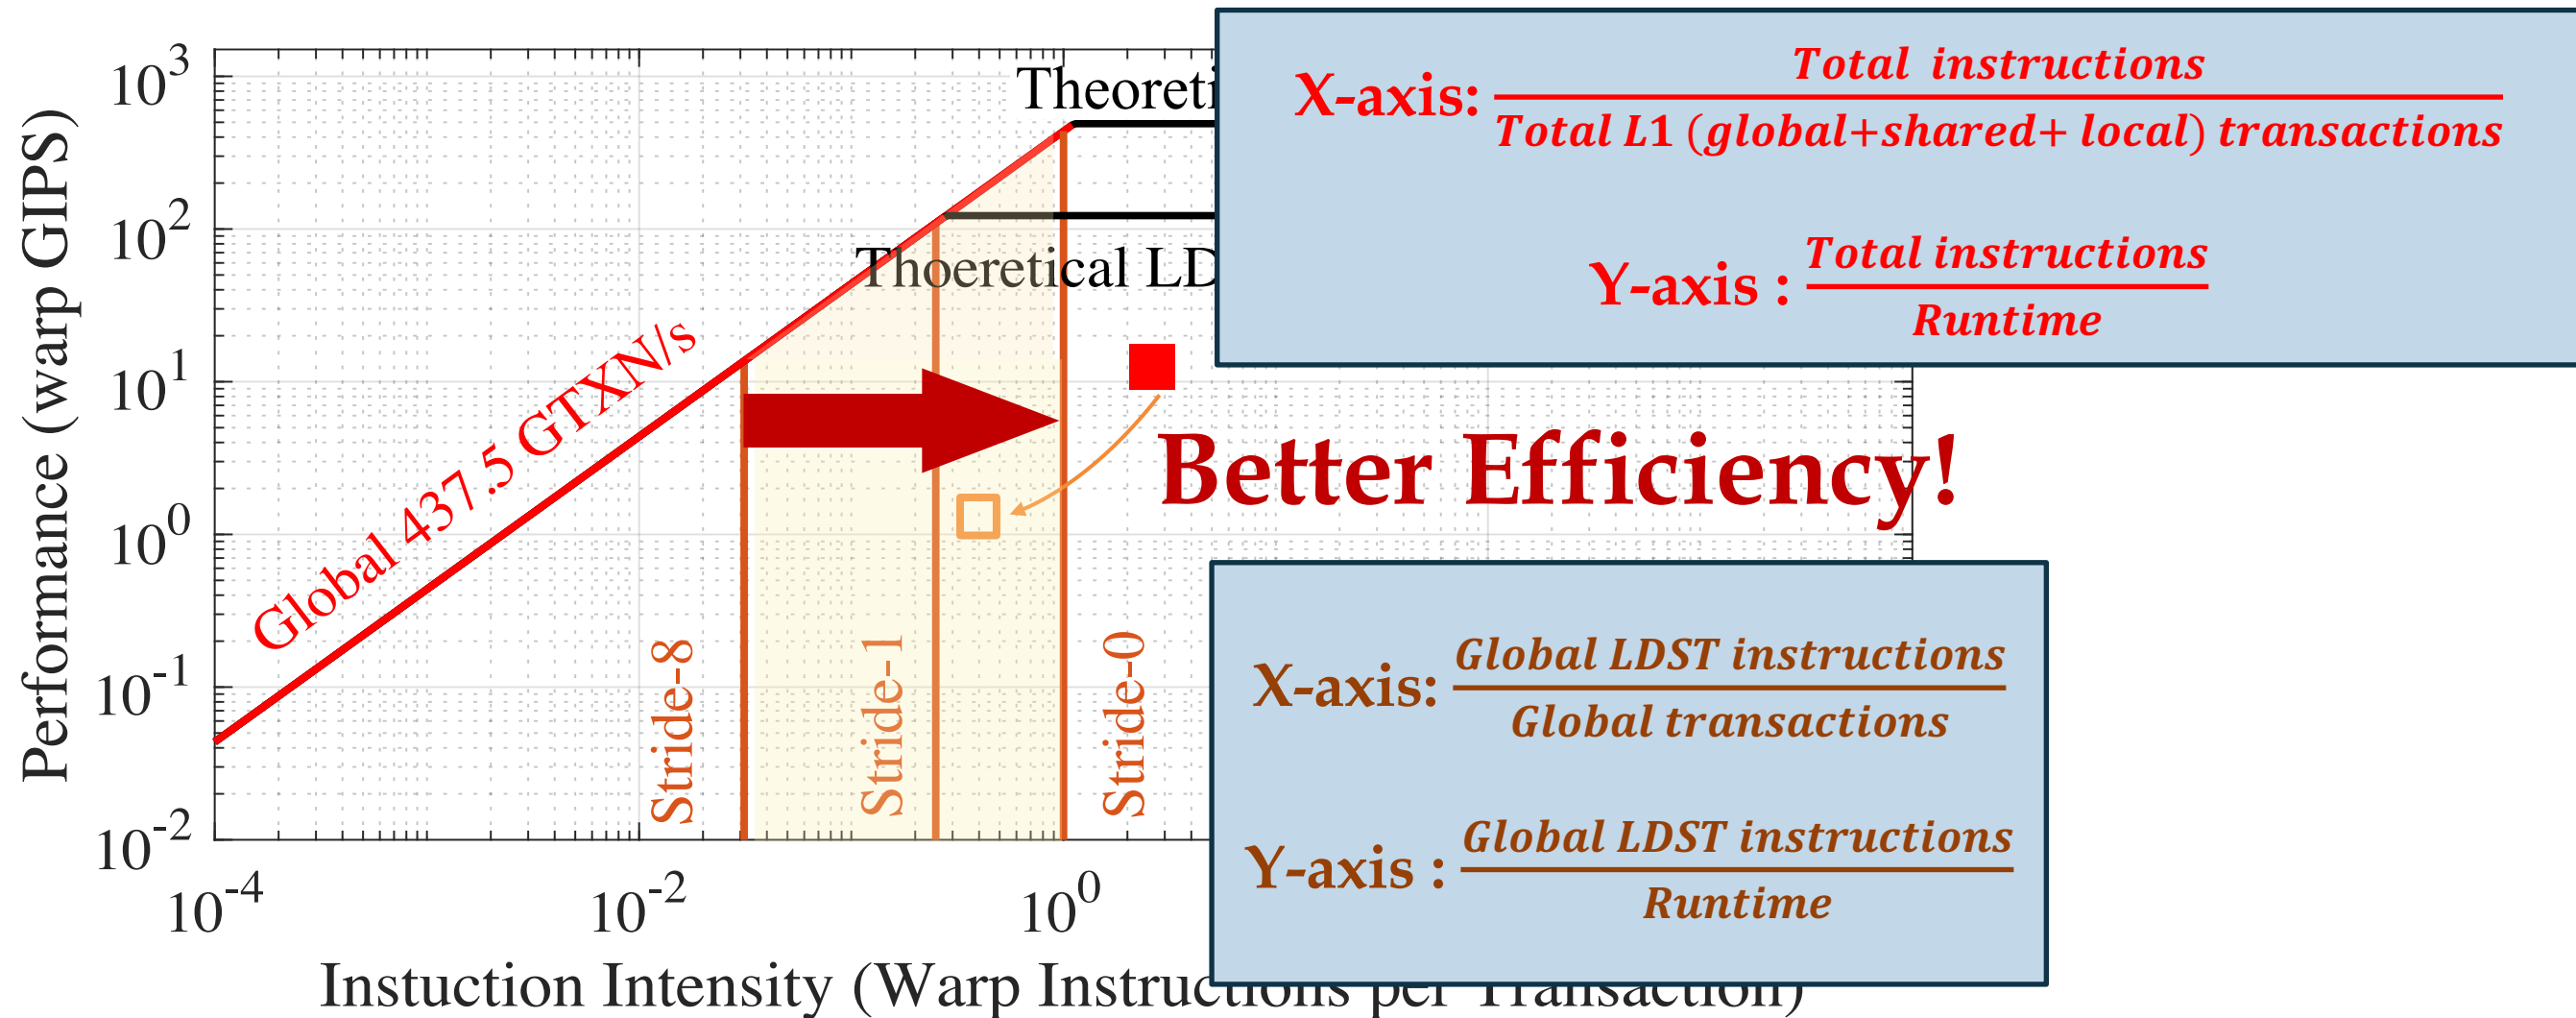 Performance (warp GIPS)
10^3
10^2
10^1
10^0
10^-1
10^-2
10^-4
10^-2
10^0
Instuction Intensity (Warp Instructions per Transaction)
Global 437.5 GTXN/s
Thoeretical
Stride-8
Stride-1
Stride-0
X-axis: Total instructions
Total L1 (global+shared+ local) transactions
Y-axis : Total instructions
Runtime
Better Efficiency!
X-axis: Global LDST instructions
Global transactions
Y-axis : Global LDST instructions
Runtime